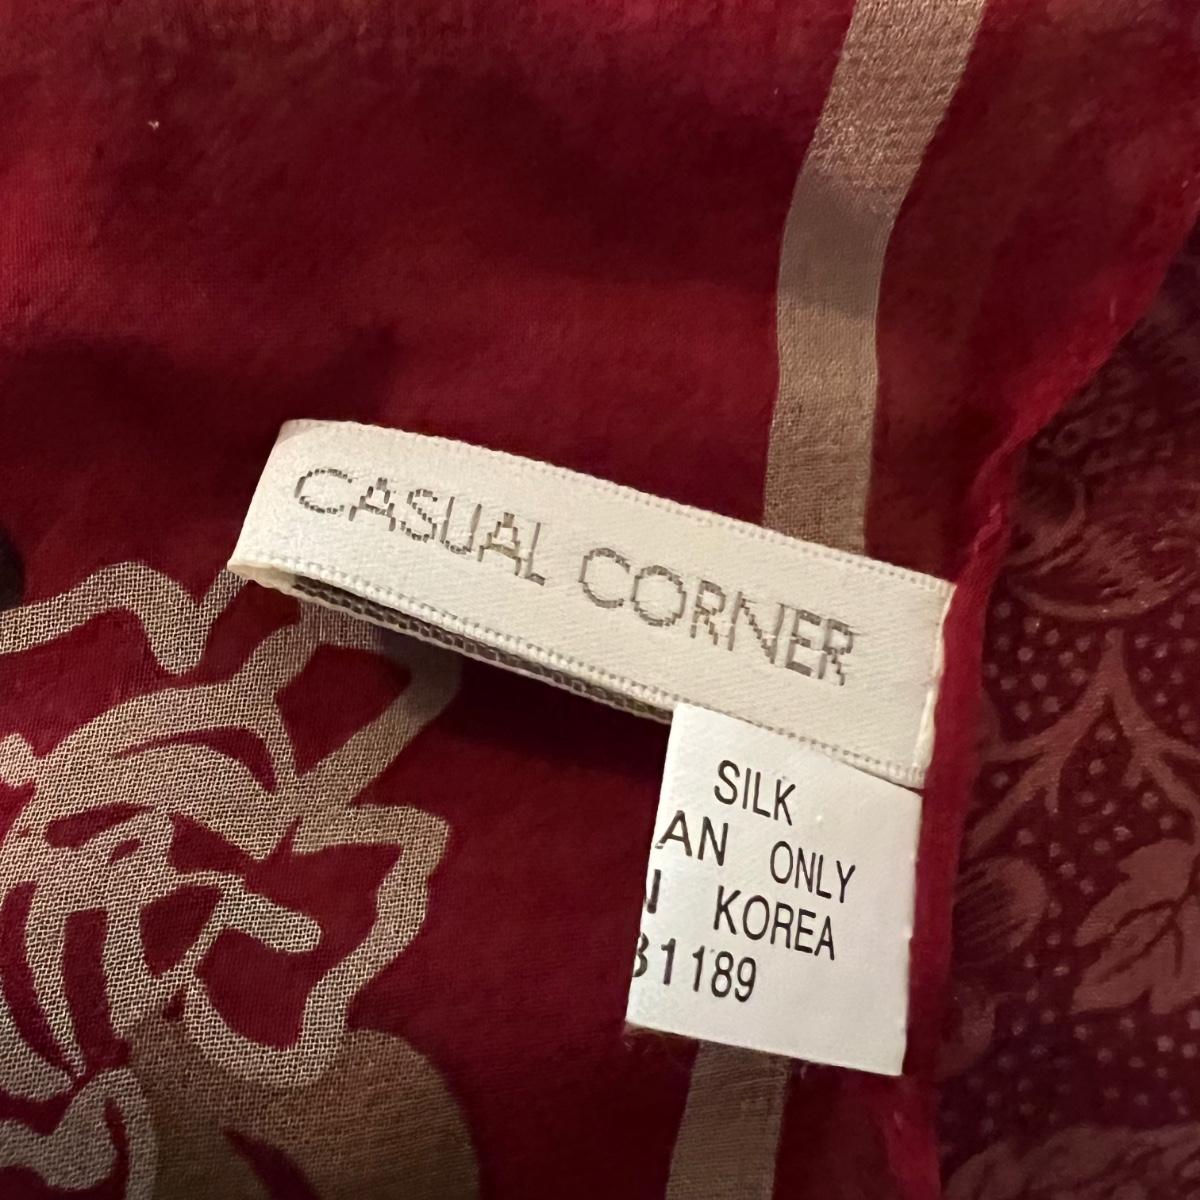 CASUAL CORNER
SILK
AN ONLY
N KOREA
31189